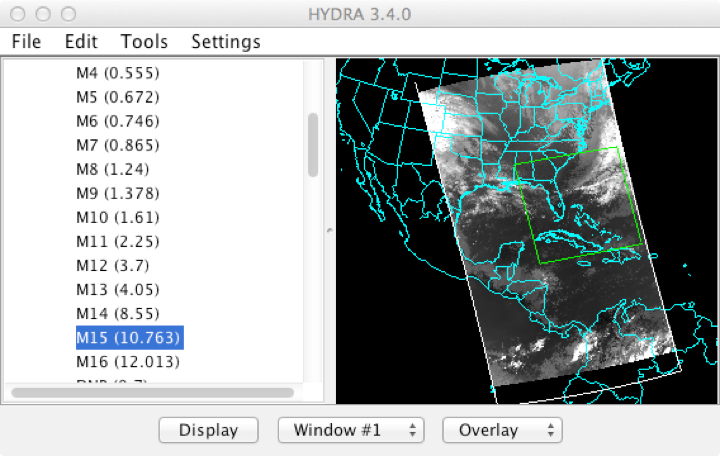 HYDRA 3.4.0
File Edit Tools Settings
M4 (0.555)
M5 (0.672)
M6 (0.746)
M7 (0.865)
M8 (1.24)
M9 (1.378)
M10 (1.61)
M11 (2.25)
M12 (3.7)
M13 (4.05)
M14 (8.55)
M15 (10.763)
M16 (12.013)
Display Window #1 Overlay